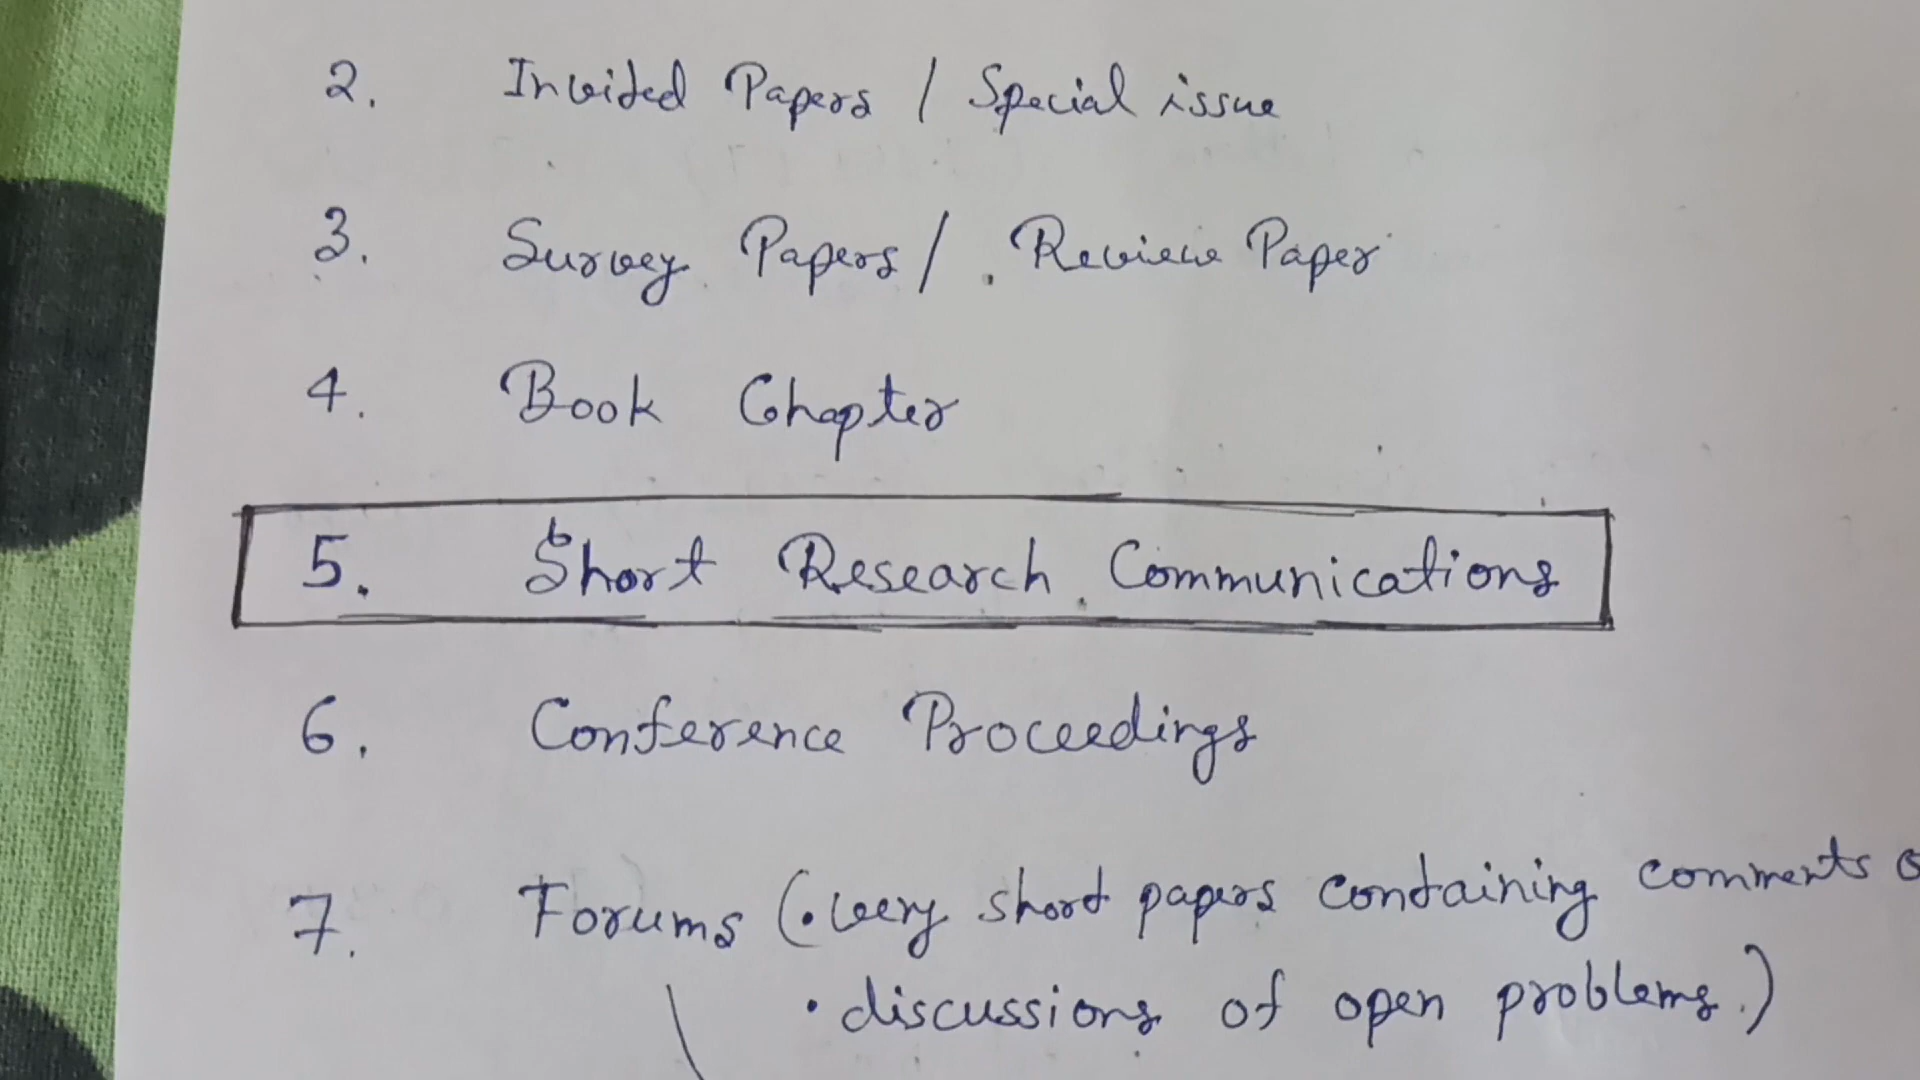 2. Invited Papers / Special issue
3. Survey Papers / Review Paper
4. Book Chapter
5. Short Research Communications
6. Conference Proceedings
7. Forums (• very short papers containing comments
• discussions of open problems.)